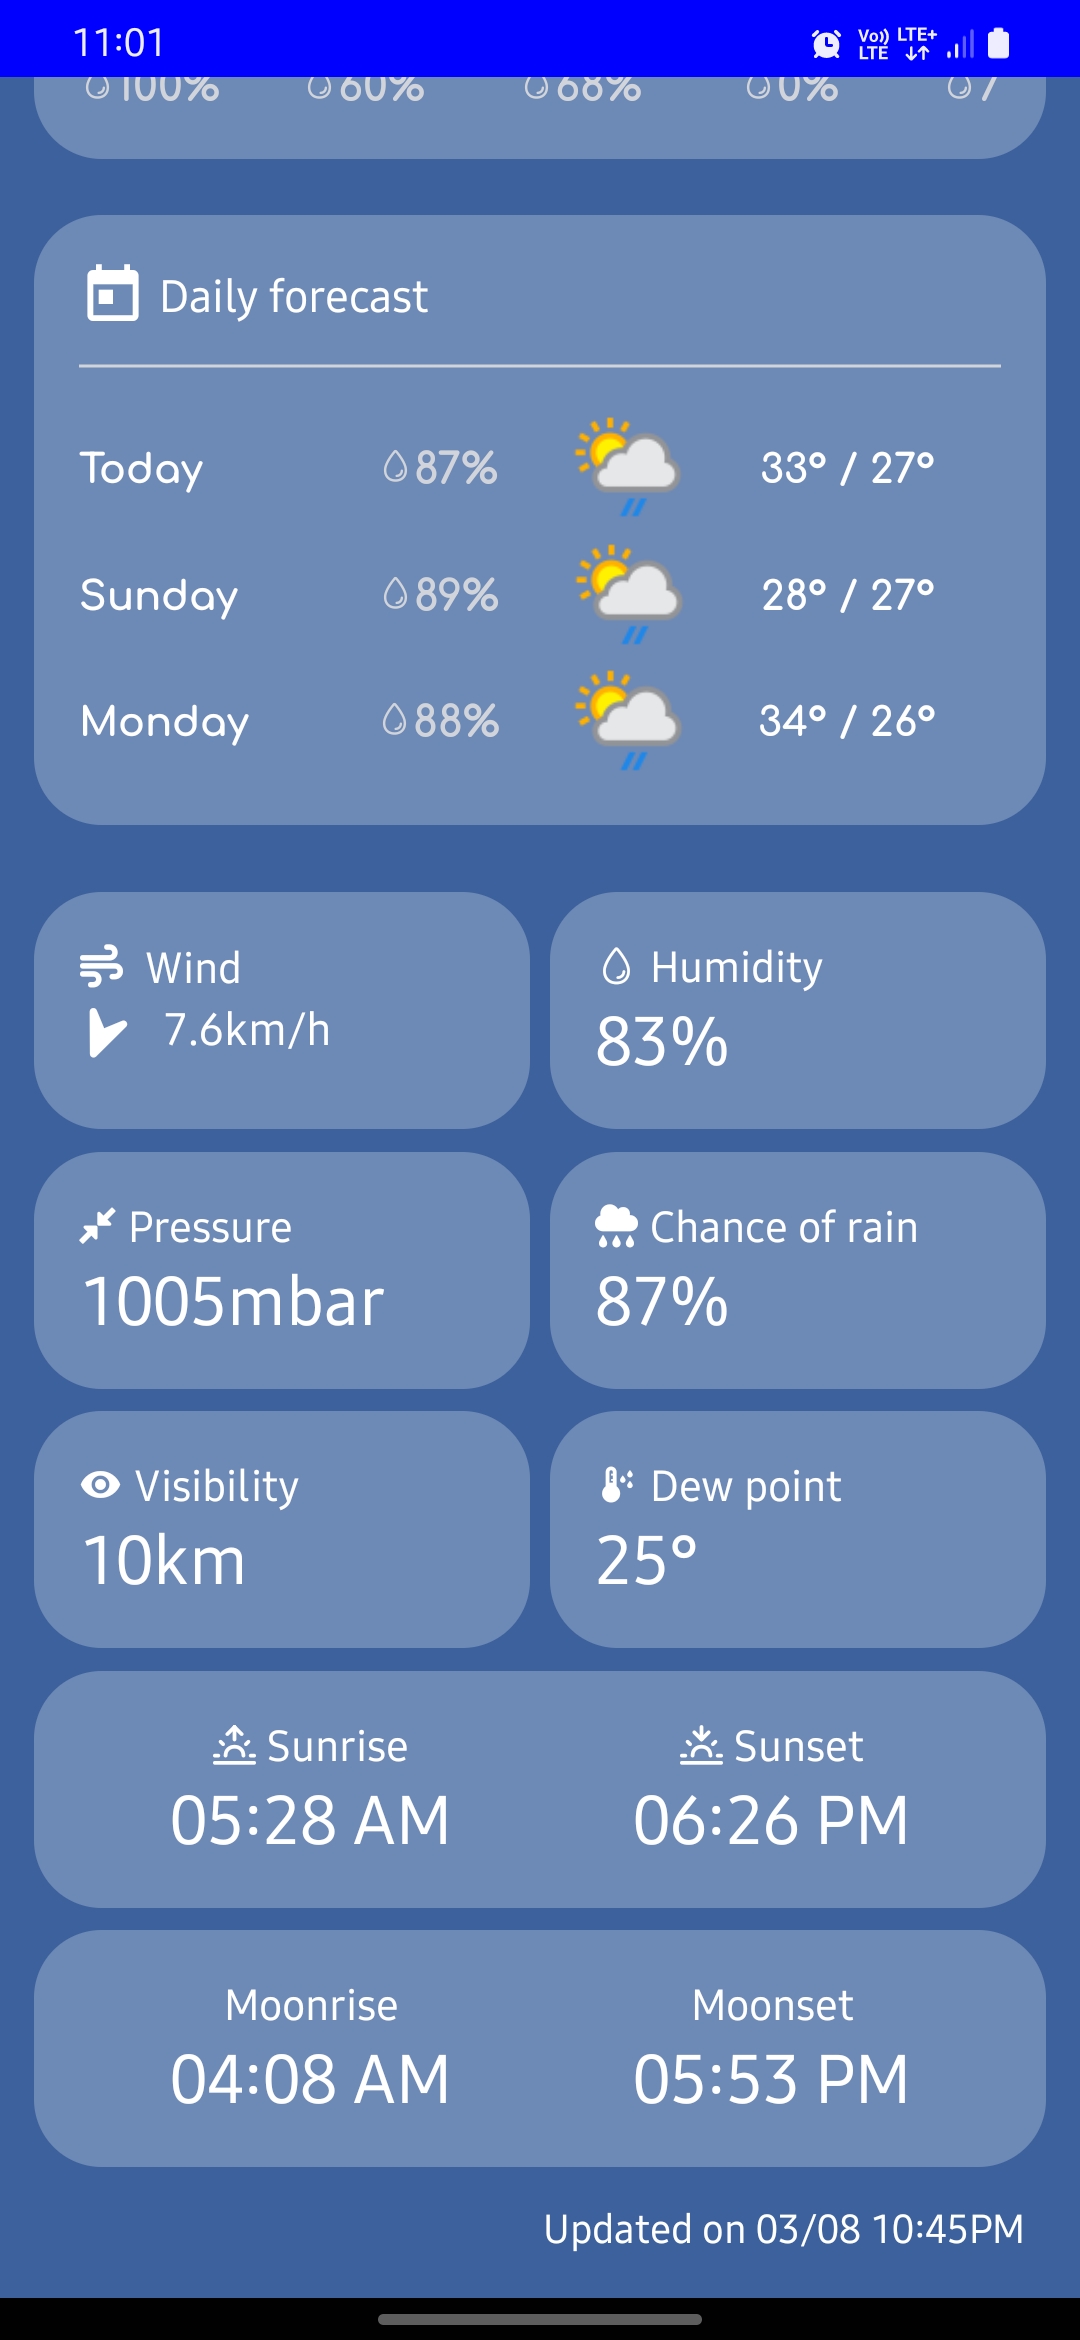 11:01 Vo)) LTE LTE+
100% 60% 68% 0% 7
Daily forecast
Today 87% 33° / 27°
Sunday 89% 28° / 27°
Monday 88% 34° / 26°
Wind
7.6km/h
Humidity
83%
Pressure
1005mbar
Chance of rain
87%
Visibility
10km
Dew point
25°
Sunrise
05:28 AM
Sunset
06:26 PM
Moonrise
04:08 AM
Moonset
05:53 PM
Updated on 03/08 10:45PM